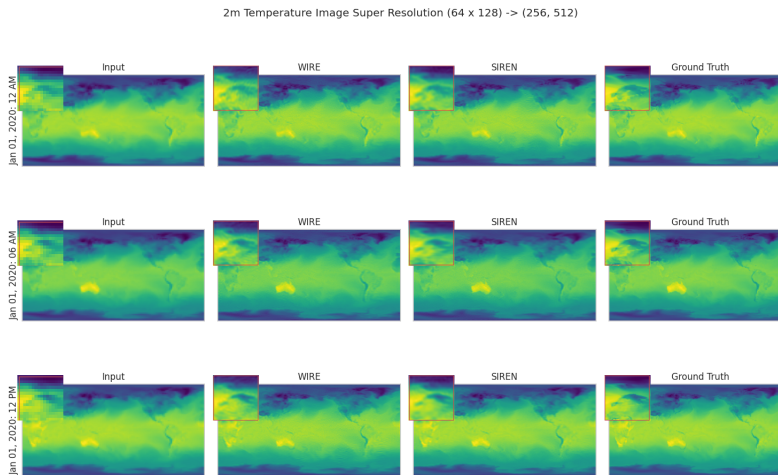 2m Temperature Image Super Resolution (64 x 128) -> (256, 512)
Input WIRE SIREN Ground Truth
Jan 01, 2020: 12 AM
Input WIRE SIREN Ground Truth
Jan 01, 2020: 06 AM
Input WIRE SIREN Ground Truth
Jan 01, 2020: 12 PM